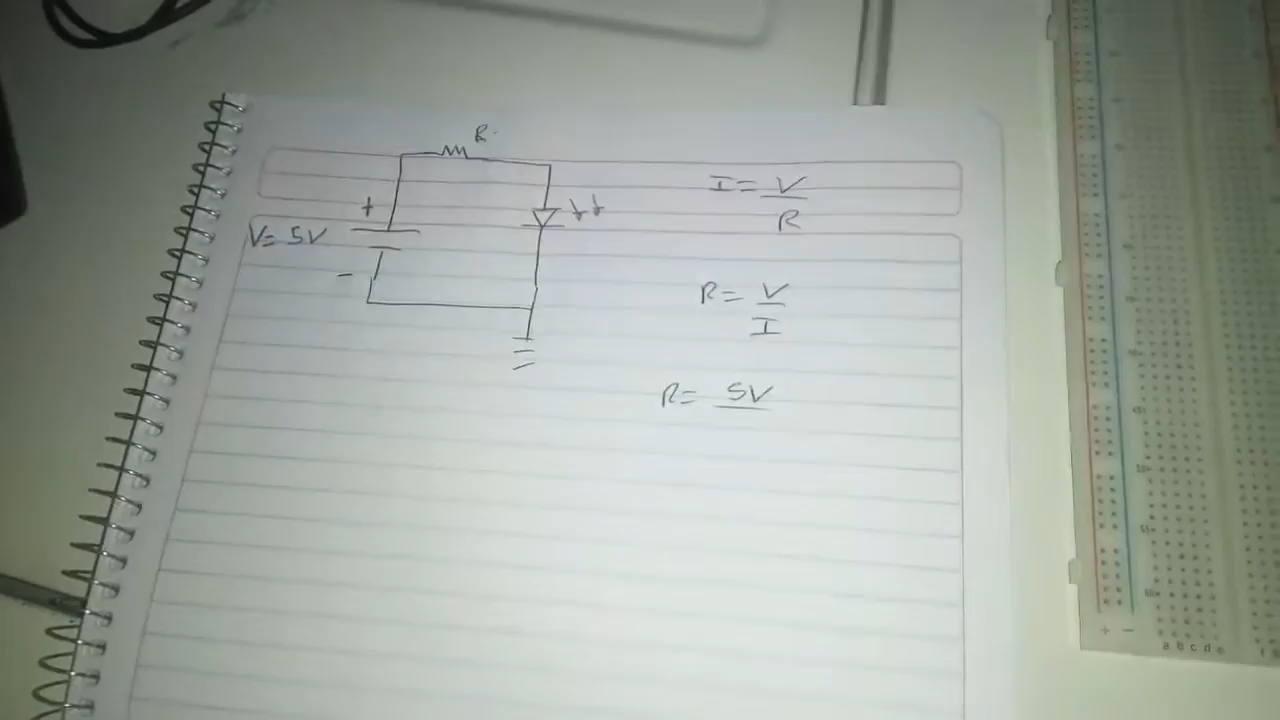 R
V= 5V
+
-
I = V
R
R = V
I
R = 5V
+ -
a b c d e f